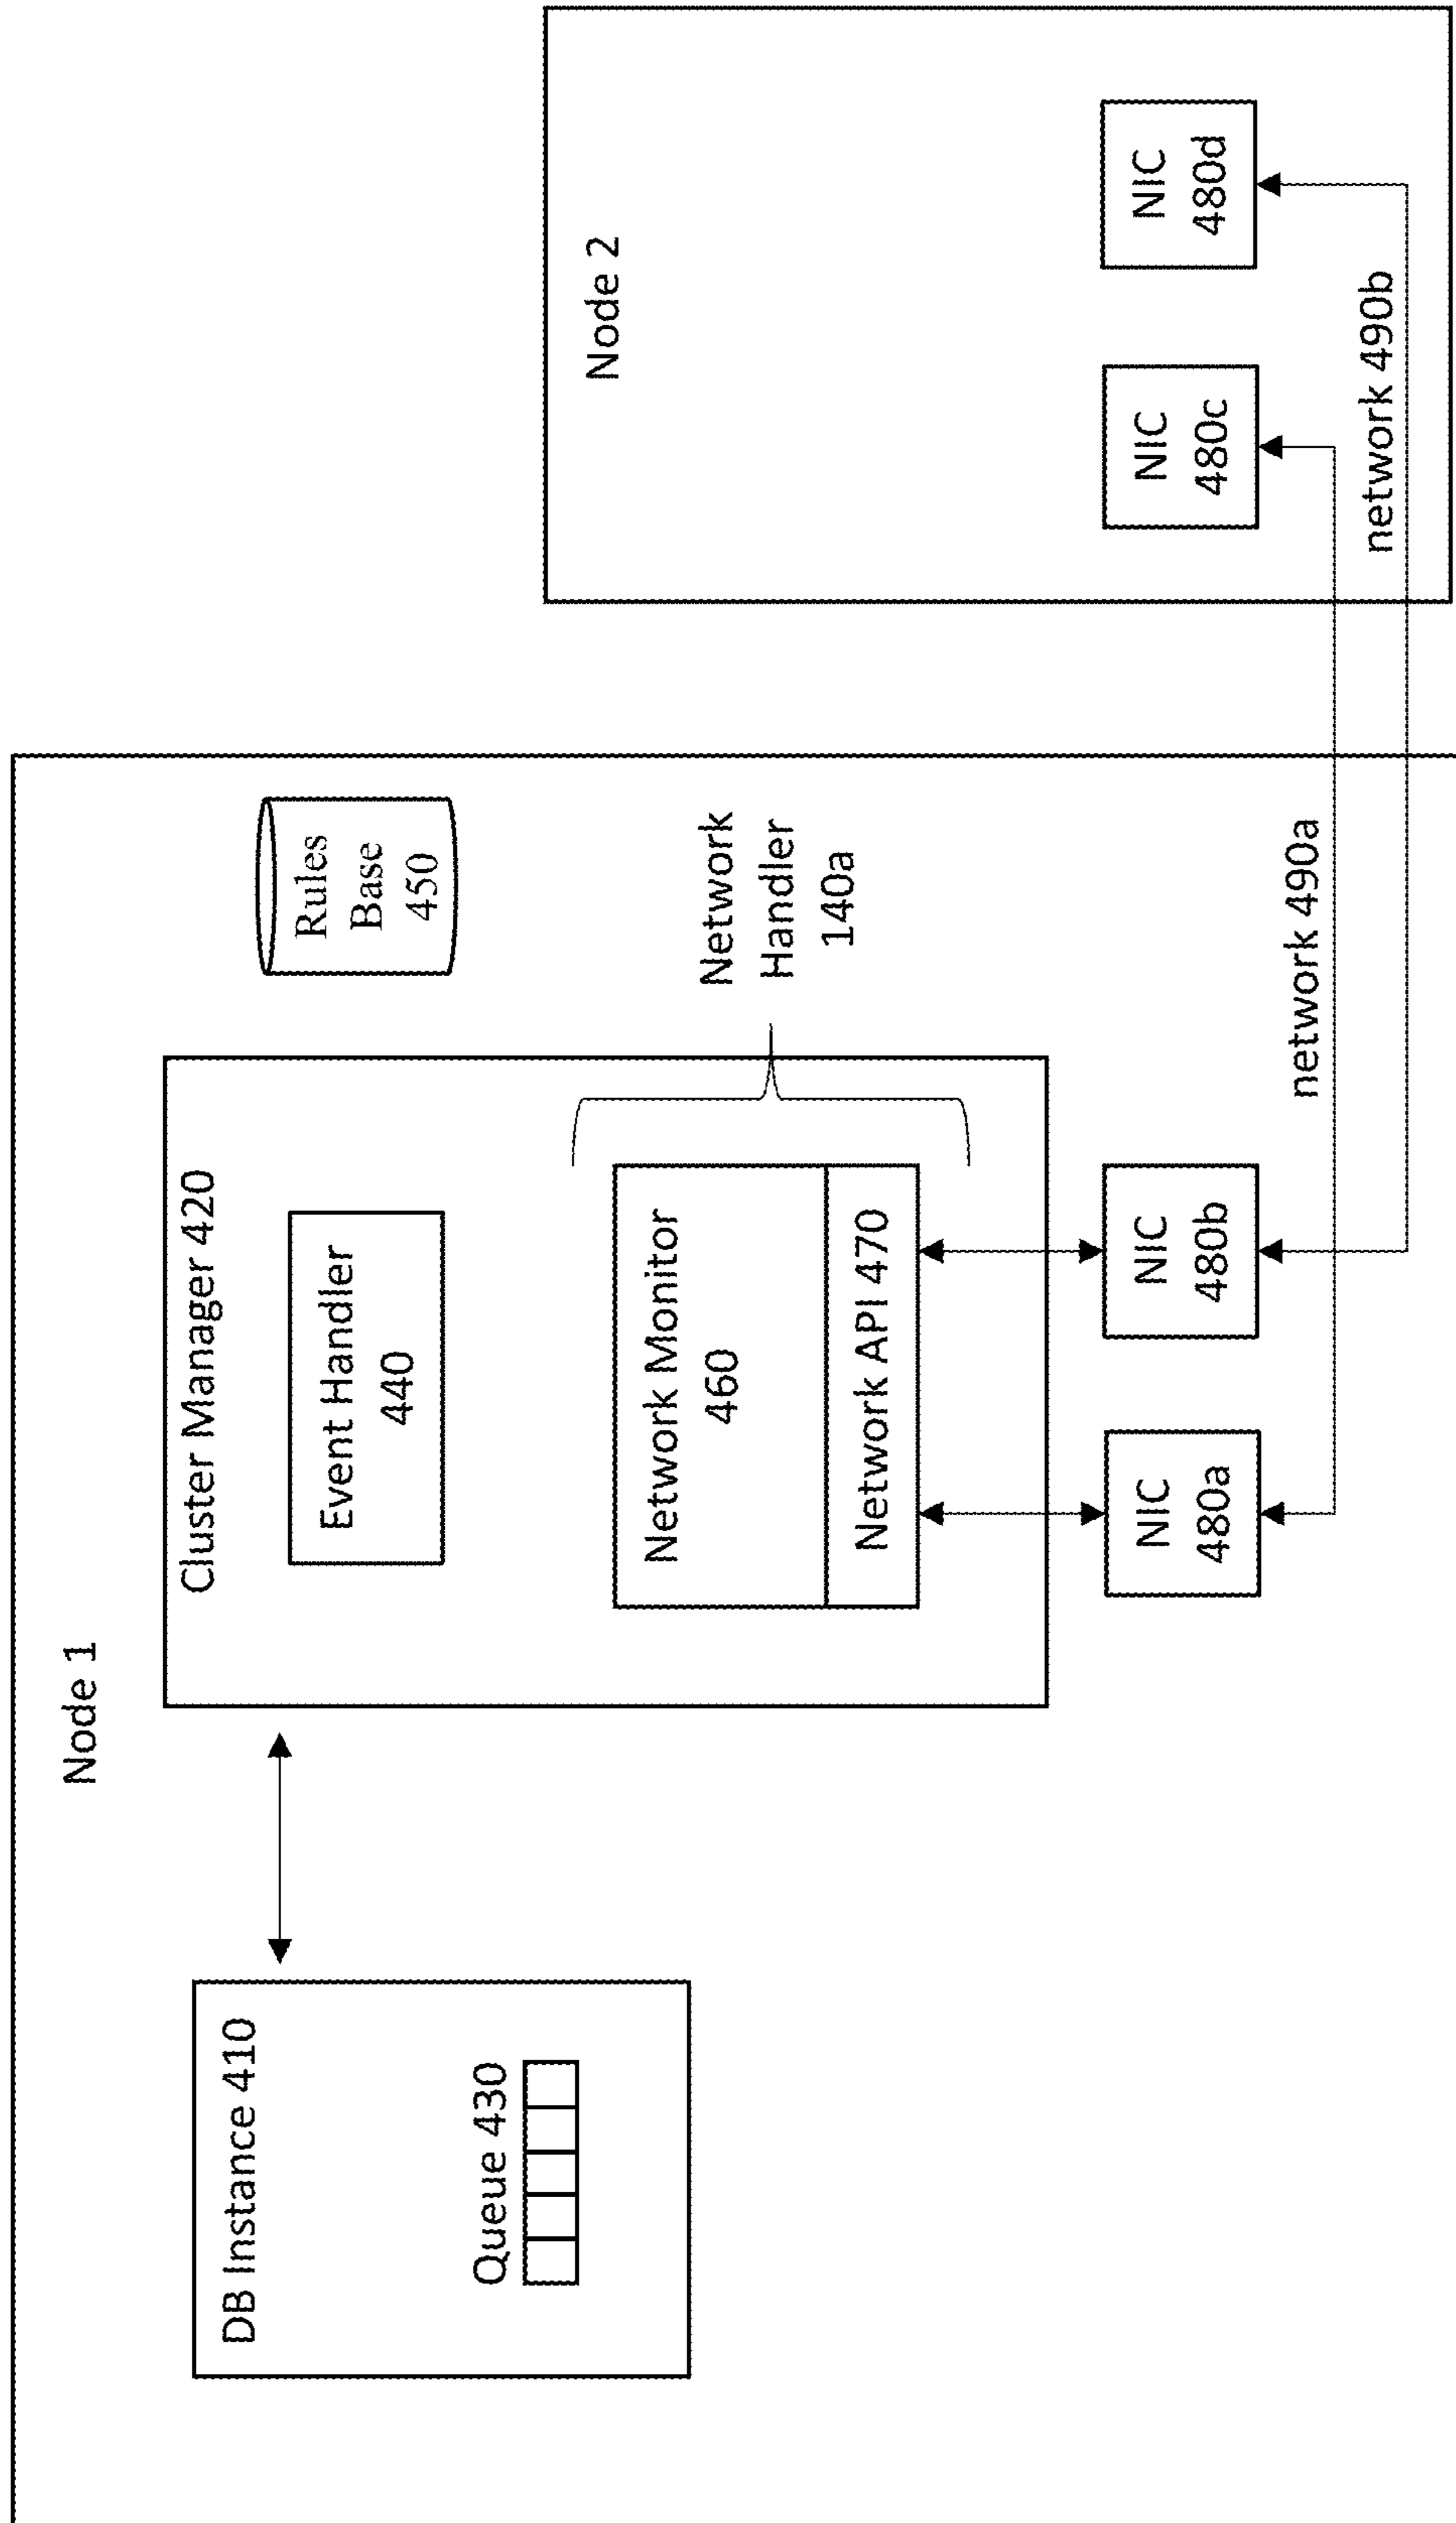 Node 1
DB Instance 410
Queue 430
Cluster Manager 420
Event Handler
440
Network Monitor
460
Network API 470
Rules
Base
450
Network
Handler
140a
NIC
480a
NIC
480b
network 490a
Node 2
NIC
480c
NIC
480d
network 490b